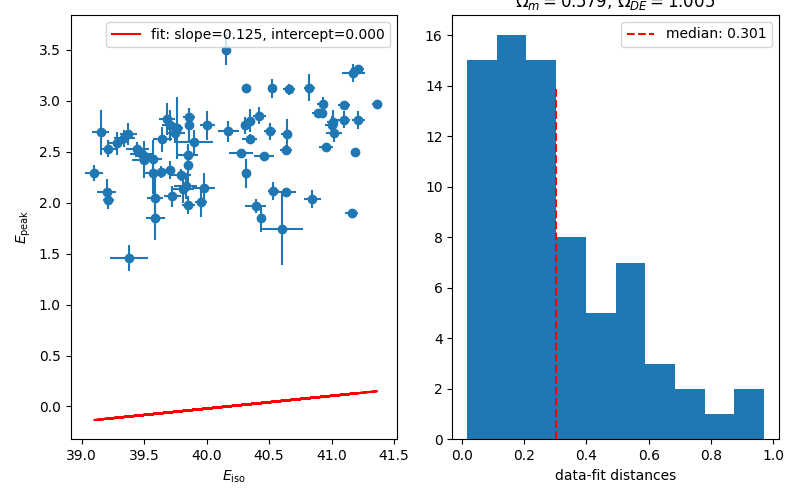 Ω_m = 0.579, Ω_DE = 1.005
fit: slope=0.125, intercept=0.000
median: 0.301
3.5
3.0
2.5
2.0
1.5
1.0
0.5
0.0
E_peak
39.0 39.5 40.0 40.5 41.0 41.5
E_iso
16
14
12
10
8
6
4
2
0
0.0 0.2 0.4 0.6 0.8 1.0
data-fit distances